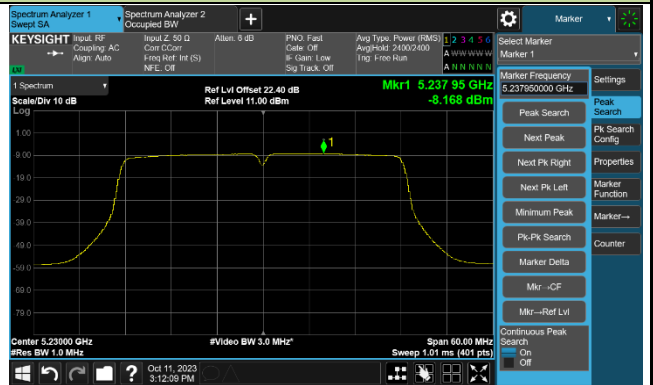 Spectrum Analyzer 1
Swept SA
Spectrum Analyzer 2
Occupied BW
+
Marker
KEYSIGHT
Input: RF
Coupling: AC
Align: Auto
Input Z: 50 Ω
Corr CCorr
Freq Ref: Int (S)
NFE: Off
Atten: 8 dB
PNO: Fast
Gate: Off
IF Gain: Low
Sig Track: Off
Avg Type: Power (RMS)
Avg|Hold: 2400/2400
Trig: Free Run
1 2 3 4 5 6
A W W W W W
A N N N N N
LXI
Select Marker
Marker 1
1 Spectrum
Scale/Div 10 dB
Log
Ref Lvl Offset 22.40 dB
Ref Level 11.00 dBm
Mkr1 5.237 95 GHz
-8.168 dBm
1
1.00
-9.00
-19.0
-29.0
-39.0
-49.0
-59.0
-69.0
-79.0
Center 5.23000 GHz
#Res BW 1.0 MHz
#Video BW 3.0 MHz*
Span 60.00 MHz
Sweep 1.01 ms (401 pts)
Marker Frequency
5.237950000 GHz
Peak Search
Next Peak
Next Pk Right
Next Pk Left
Minimum Peak
Pk-Pk Search
Marker Delta
Mkr→CF
Mkr→Ref Lvl
Continuous Peak
Search
On
Off
Settings
Peak
Search
Pk Search
Config
Properties
Marker
Function
Marker→
Counter
?
Oct 11, 2023
3:12:09 PM